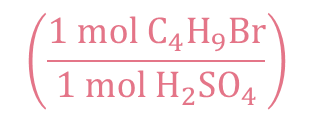 1 mol C₄H₉Br
1 mol H₂SO₄